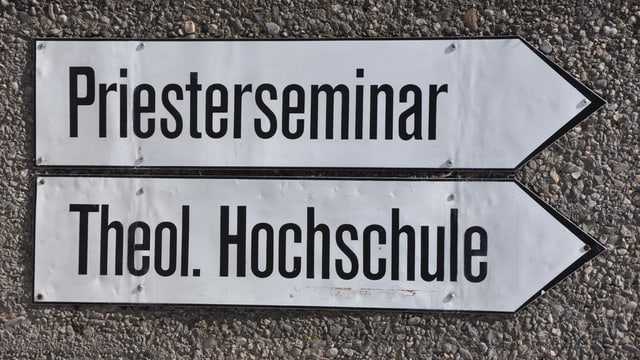 Priesterseminar
Theol. Hochschule